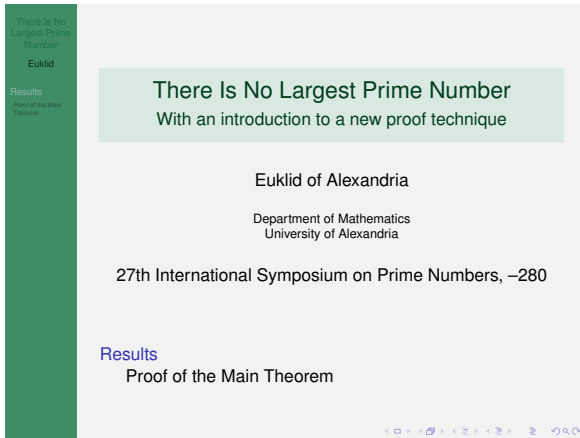 There Is No
Largest Prime
Number
Euklid
Results
Proof of the Main
Theorem
There Is No Largest Prime Number
With an introduction to a new proof technique
Euklid of Alexandria
Department of Mathematics
University of Alexandria
27th International Symposium on Prime Numbers, –280
Results
Proof of the Main Theorem